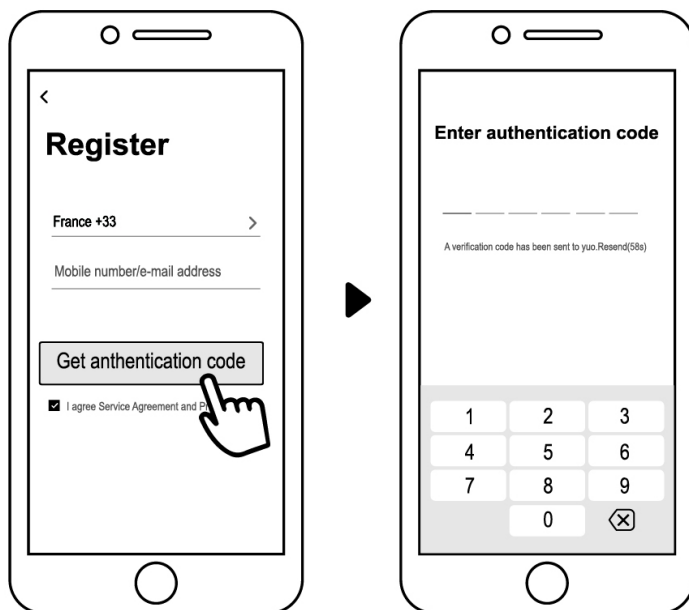 Register
France +33
Mobile number/e-mail address
Get anthentication code
I agree Service Agreement and
Enter authentication code
A verification code has been sent to yuo.Resend(58s)
1 2 3
4 5 6
7 8 9
0